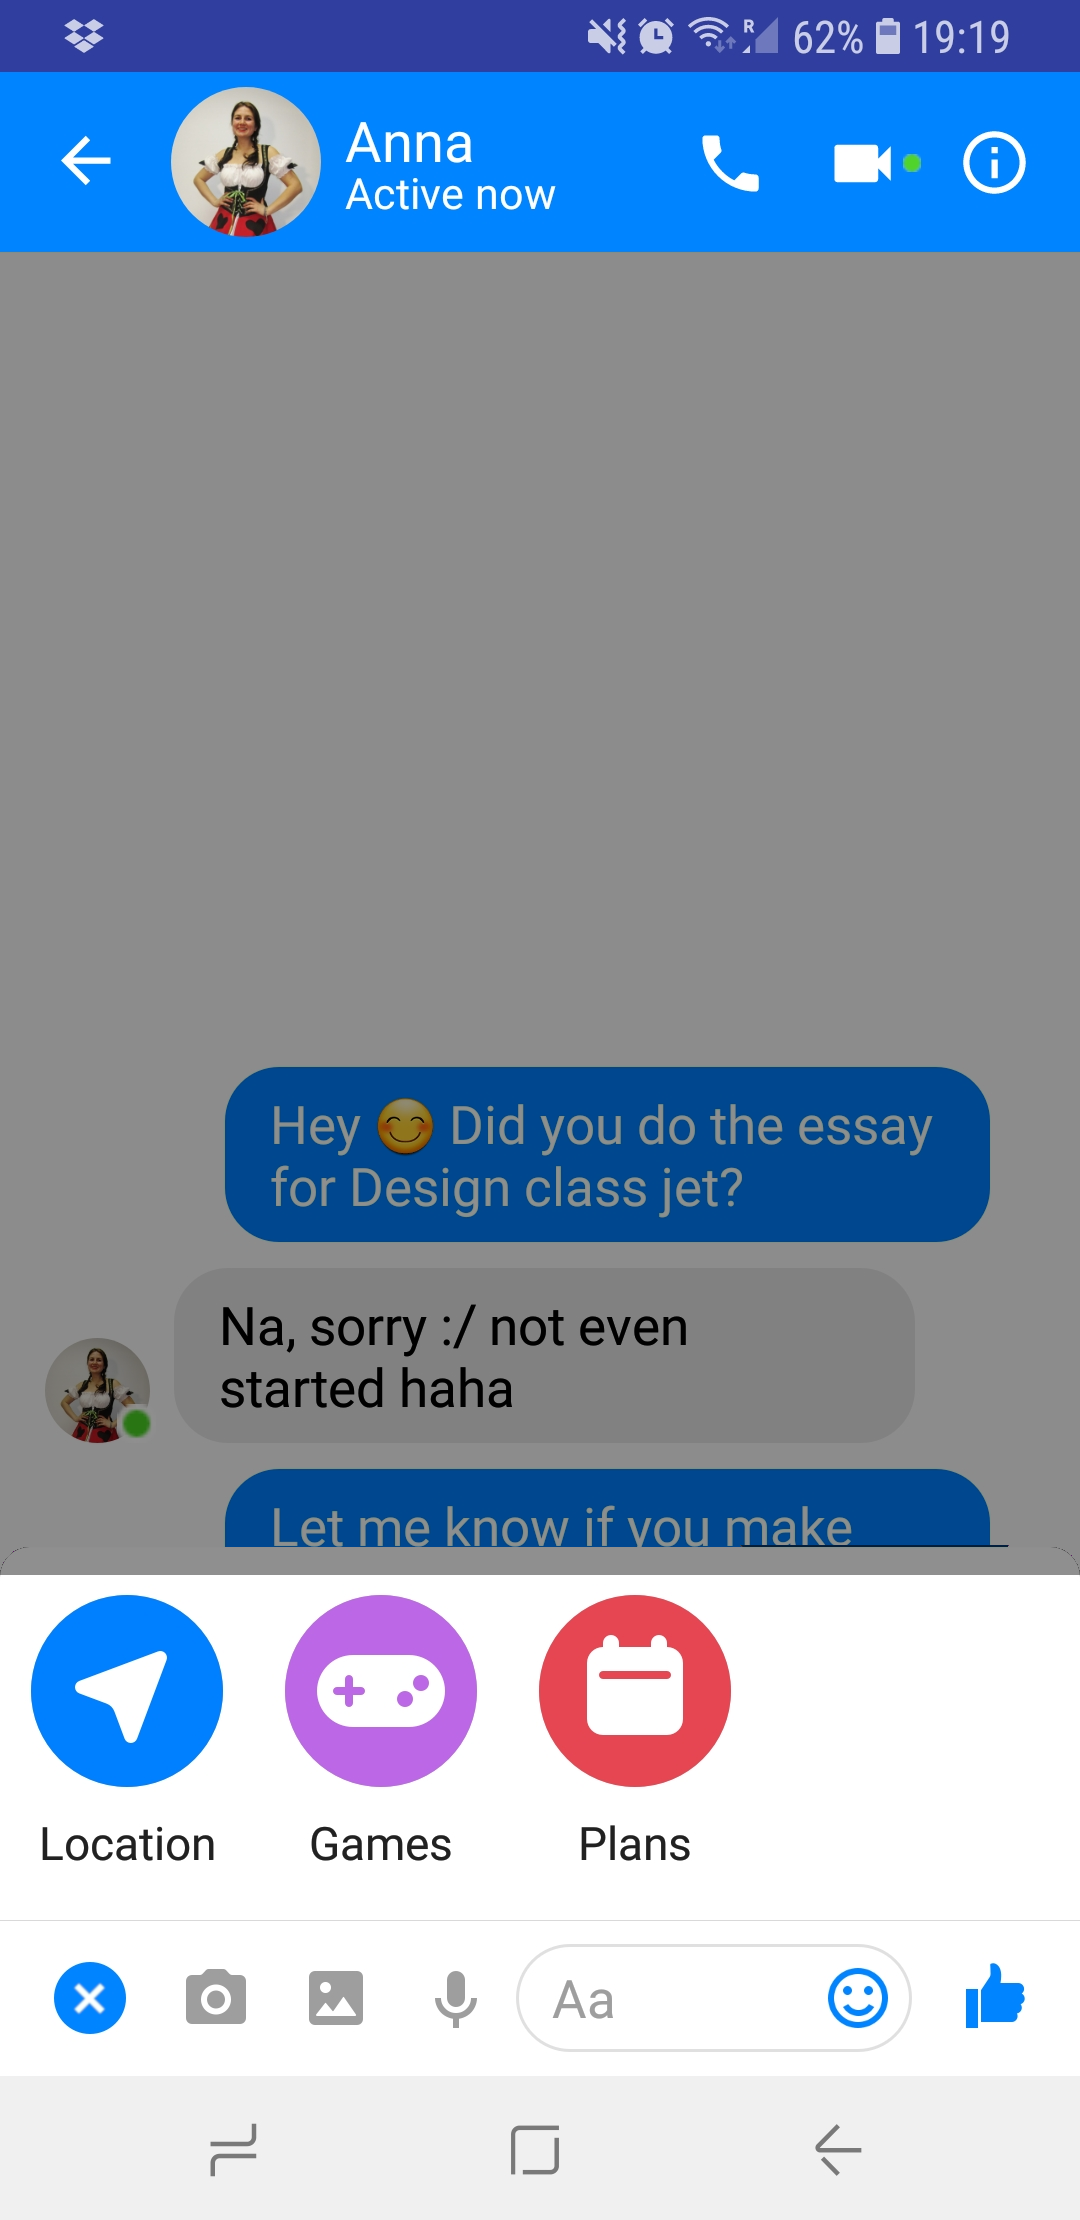 R 62% 19:19
Anna
Active now
Hey 😊 Did you do the essay
for Design class jet?
Na, sorry :/ not even
started haha
Let me know if you make
Location Games Plans
Aa